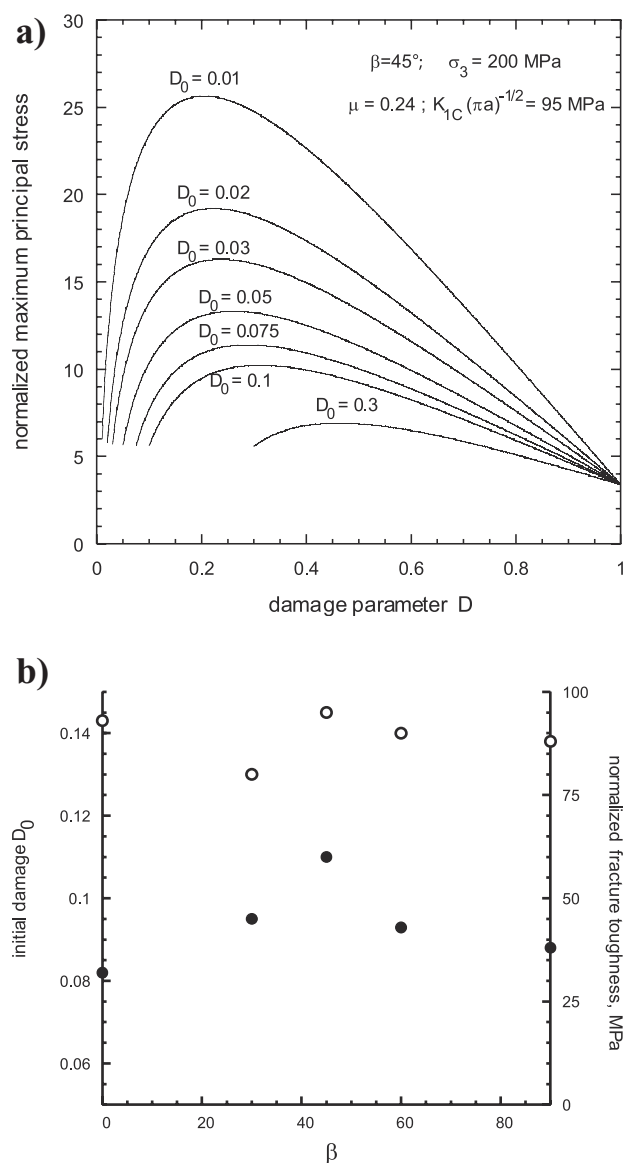 a)
30
25
20
15
10
5
0
normalized maximum principal stress
β=45°; σ3 = 200 MPa
μ = 0.24 ; K1C (πa)-1/2 = 95 MPa
D0 = 0.01
D0 = 0.02
D0 = 0.03
D0 = 0.05
D0 = 0.075
D0 = 0.1
D0 = 0.3
0 0.2 0.4 0.6 0.8 1
damage parameter D
b)
0.14
0.12
0.1
0.08
0.06
initial damage D0
100
75
50
25
0
normalized fracture toughness, MPa
0 20 40 60 80
β